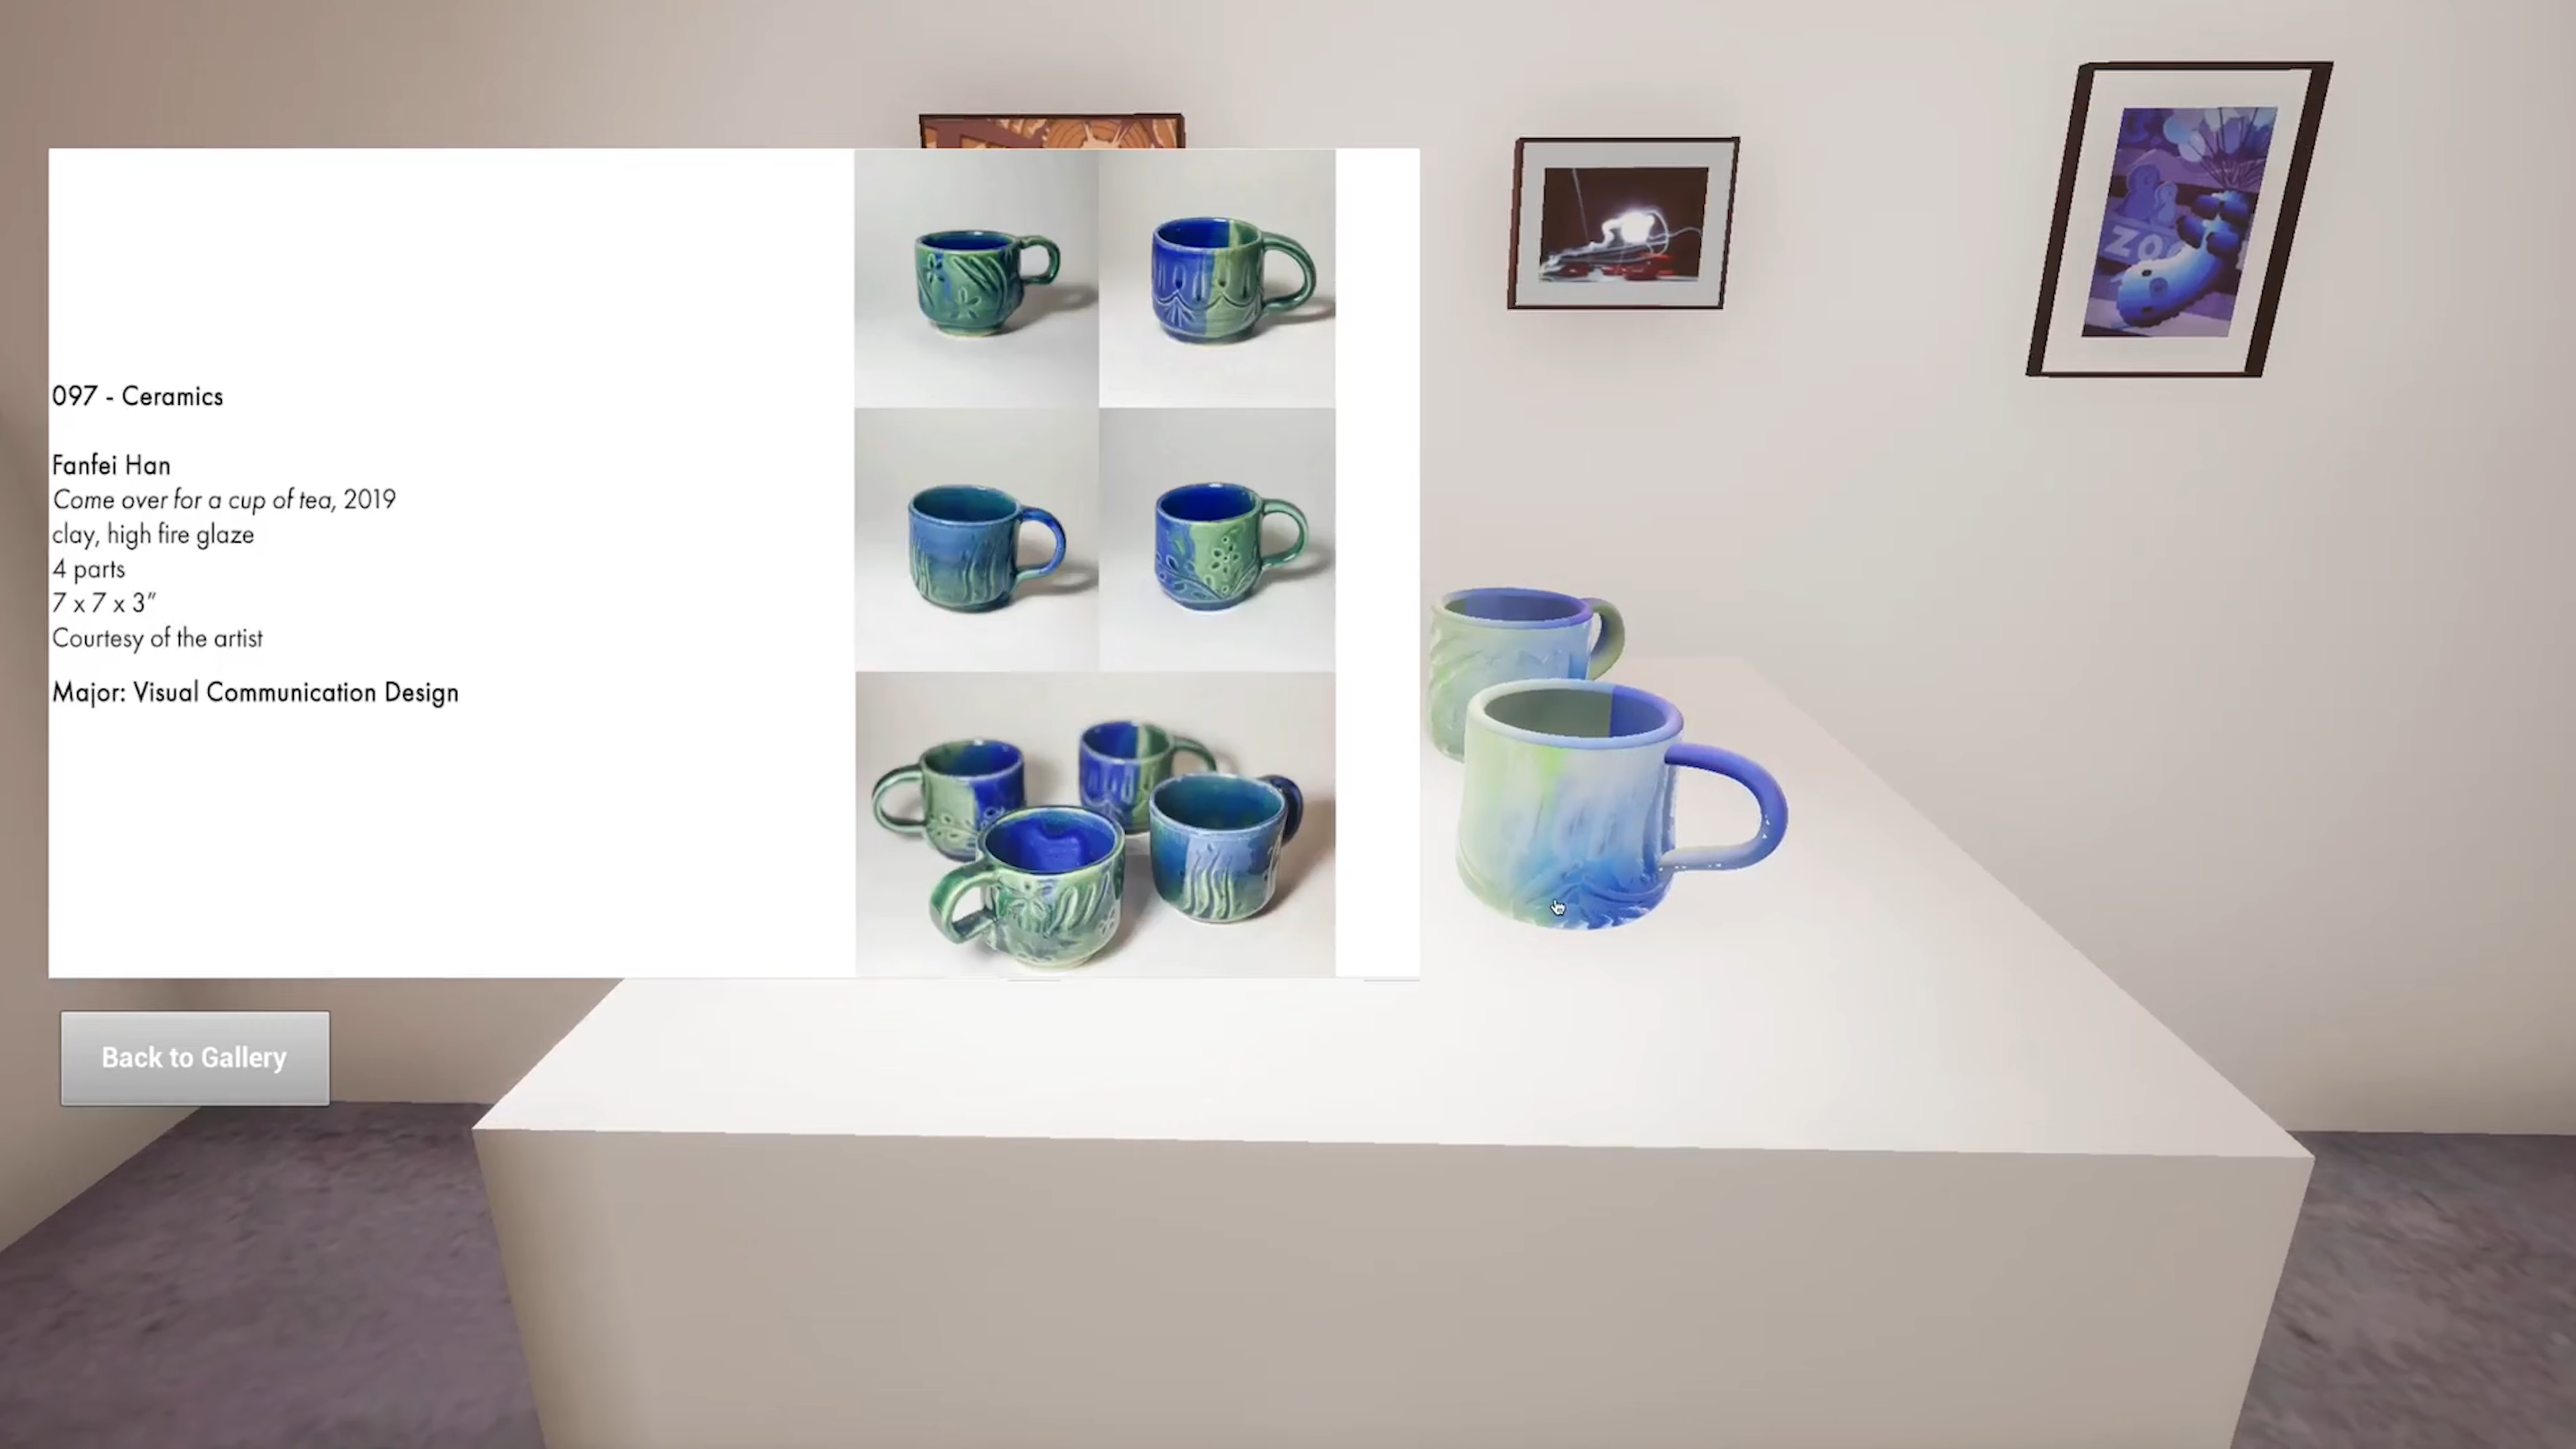 097 - Ceramics
Fanfei Han
Come over for a cup of tea, 2019
clay, high fire glaze
4 parts
7 x 7 x 3”
Courtesy of the artist
Major: Visual Communication Design
Back to Gallery